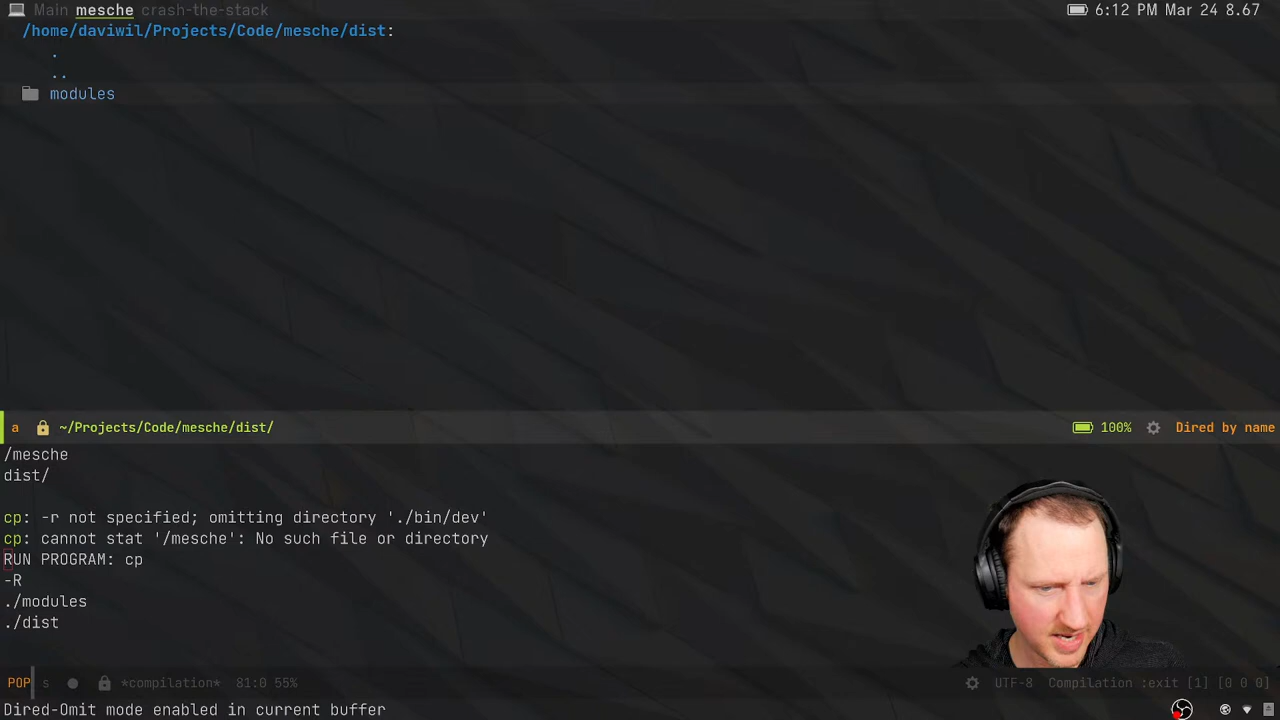 Main mesche crash-the-stack 6:12 PM Mar 24 8.67
/home/daviwil/Projects/Code/mesche/dist:
.
..
modules
a ~/Projects/Code/mesche/dist/ 100% Dired by name
/mesche
dist/
cp: -r not specified; omitting directory './bin/dev'
cp: cannot stat '/mesche': No such file or directory
RUN PROGRAM: cp
-R
./modules
./dist
POP s *compilation* 81:0 55% UTF-8 Compilation :exit [1] [0 0 0]
Dired-Omit mode enabled in current buffer